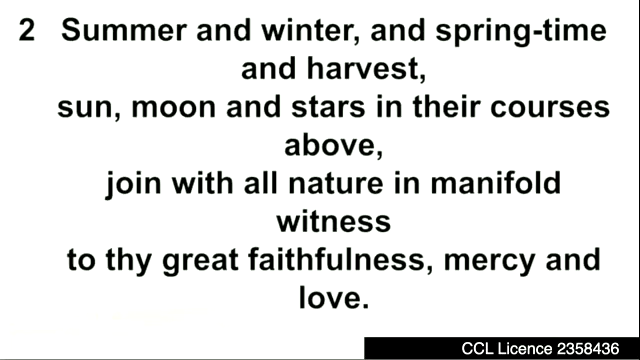 2 Summer and winter, and spring-time
and harvest,
sun, moon and stars in their courses
above,
join with all nature in manifold
witness
to thy great faithfulness, mercy and
love.
CCL Licence 2358436